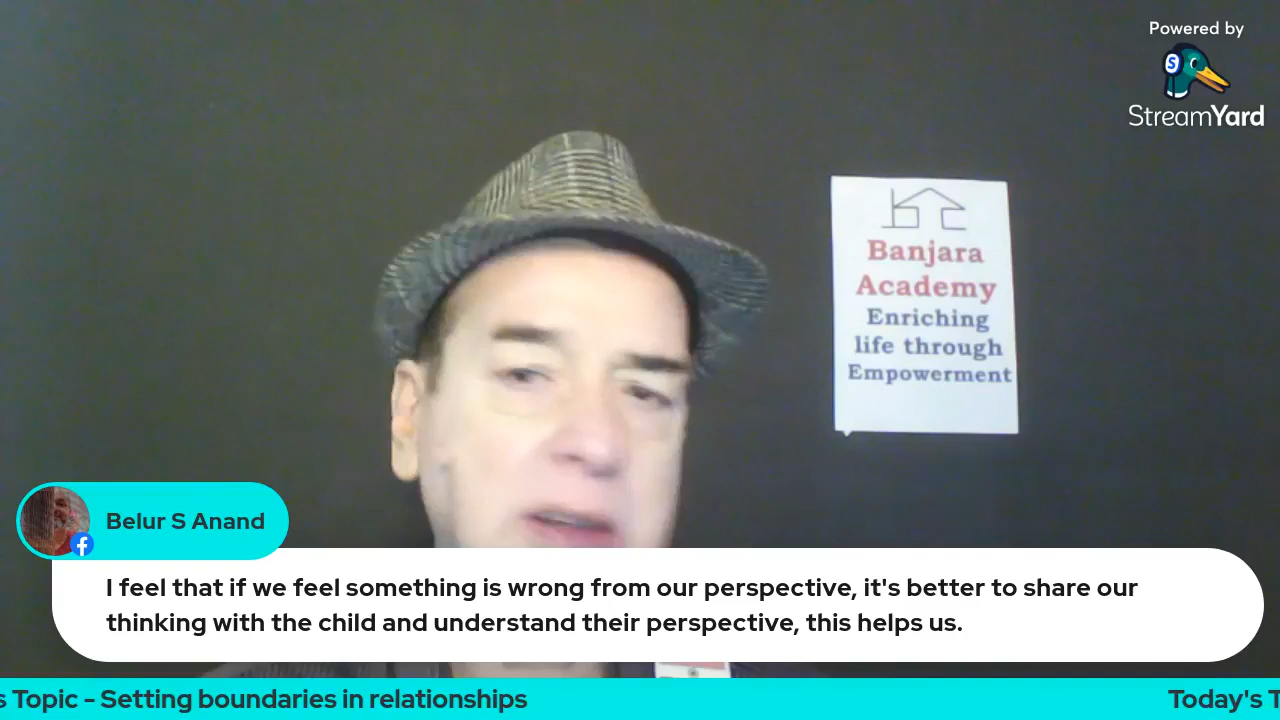 Powered by
S
StreamYard
Banjara
Academy
Enriching
life through
Empowerment
Belur S Anand
I feel that if we feel something is wrong from our perspective, it's better to share our
thinking with the child and understand their perspective, this helps us.
s Topic - Setting boundaries in relationships
Today's T